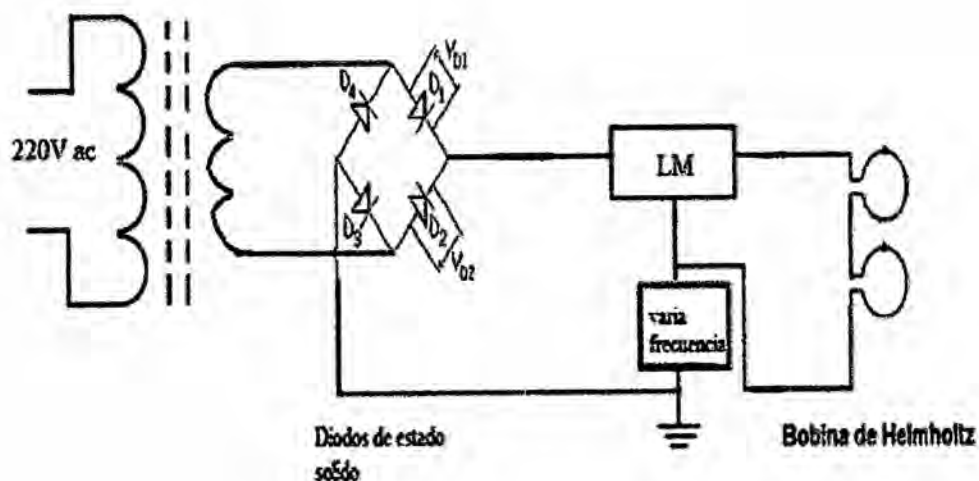 220V ac
D4
D1
VD1
D3
D2
VD2
LM
varia
frecuencia
Diodos de estado
solido
Bobina de Helmholtz